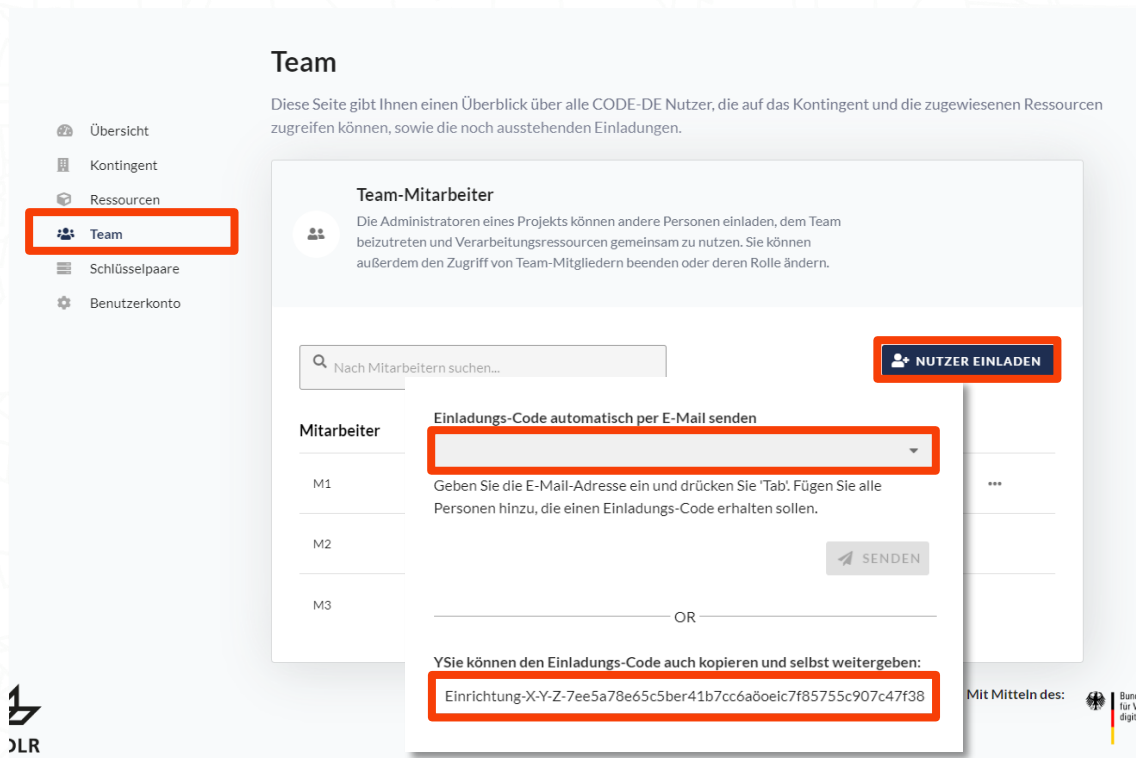 Team
Diese Seite gibt Ihnen einen Überblick über alle CODE-DE Nutzer, die auf das Kontingent und die zugewiesenen Ressourcen
zugreifen können, sowie die noch ausstehenden Einladungen.
Übersicht
Kontingent
Ressourcen
Team
Schlüsselpaare
Benutzerkonto
Team-Mitarbeiter
Die Administratoren eines Projekts können andere Personen einladen, dem Team
beizutreten und Verarbeitungsressourcen gemeinsam zu nutzen. Sie können
außerdem den Zugriff von Team-Mitgliedern beenden oder deren Rolle ändern.
Nach Mitarbeitern suchen...
NUTZER EINLADEN
Mitarbeiter
M1
M2
M3
Einladungs-Code automatisch per E-Mail senden
Geben Sie die E-Mail-Adresse ein und drücken Sie 'Tab'. Fügen Sie alle
Personen hinzu, die einen Einladungs-Code erhalten sollen.
SENDEN
OR
YSie können den Einladungs-Code auch kopieren und selbst weitergeben:
Einrichtung-X-Y-Z-7ee5a78e65c5ber41b7cc6aöoeic7f85755c907c47f38
Mit Mitteln des:
DLR